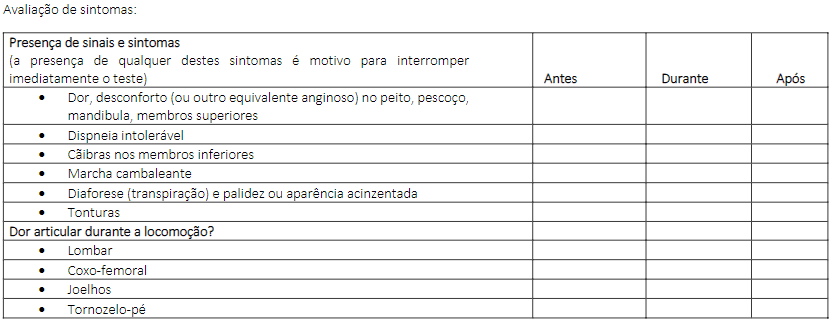 Avaliação de sintomas:
Presença de sinais e sintomas
(a presença de qualquer destes sintomas é motivo para interromper
imediatamente o teste)
Antes Durante Após
• Dor, desconforto (ou outro equivalente anginoso) no peito, pescoço,
mandibula, membros superiores
• Dispneia intolerável
• Cãibras nos membros inferiores
• Marcha cambaleante
• Diaforese (transpiração) e palidez ou aparência acinzentada
• Tonturas
Dor articular durante a locomoção?
• Lombar
• Coxo-femoral
• Joelhos
• Tornozelo-pé